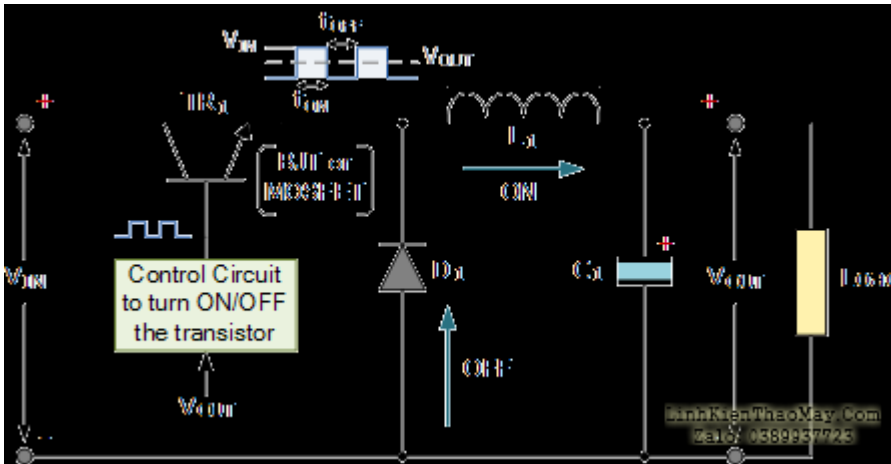 tOFF
VIN
VOUT
tON
+
TR1
+
BJT or
MOSFET
L1
ON
+
VIN
Control Circuit
to turn ON/OFF
the transistor
D1
C1
VOUT
Load
OFF
VOUT
LinhKienThaoMay.Com
Zalo: 0389937723